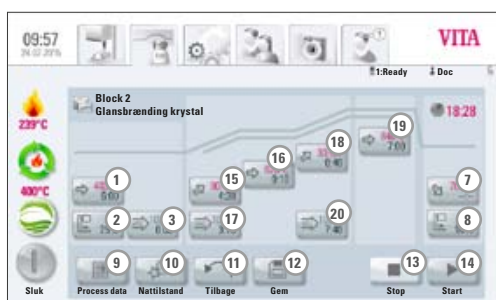 09:57
VITA
1:Ready
Doc
Block 2
Glansbrænding krystal
18:28
239°C
400°C
19
18
16
1
15
7
2
3
17
20
8
9
10
11
12
13
14
Sluk
Process data
Nattilstand
Tilbage
Gem
Stop
Start